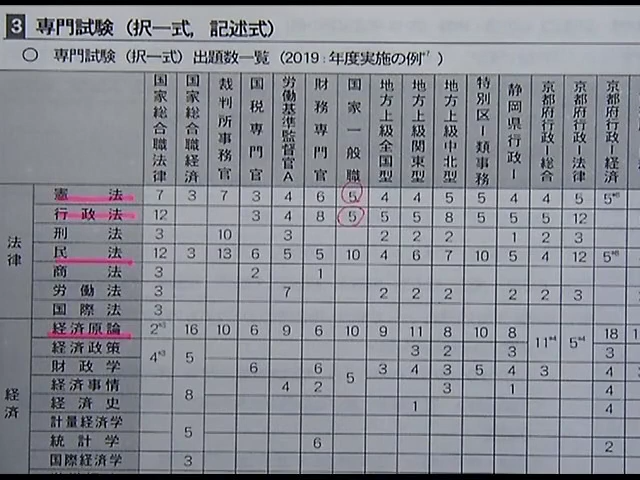 3 専門試験（択一式，記述式）
○ 専門試験（択一式）出題数一覧（2019：年度実施の例*7）
国家総合職法律 国家総合職経済 裁判所事務官 国税専門官 労働基準監督官A 財務専門官 国家一般職 地方上級全国型 地方上級関東型 地方上級中北型 特別区Ⅰ類事務 静岡県行政Ⅰ 京都府行政Ⅰ総合 京都府行政Ⅰ法律 京都府行政Ⅰ経済
法律
憲法 7 3 7 3 4 6 5 4 4 5 5 4 4 5 5*6
行政法 12 3 4 8 5 5 5 8 5 5 5 12
刑法 3 10 3 2 2 2 1 2 3
民法 12 3 13 6 5 5 10 4 6 7 10 5 4 12 5*6
商法 3 2 1
労働法 3 7 2 2 2 2 2 3
国際法 3
経済
経済原論 2*3 16 10 6 9 6 10 9 11 8 10 8 11*4 5*4 18
経済政策 4*3 5 3 2 3 3
財政学 6 6 5 3 4 3 5 4 3 4
経済事情 8 4 2 3 1 4
経済史 1 4
計量経済学 5
統計学 6 2
国際経済学 3